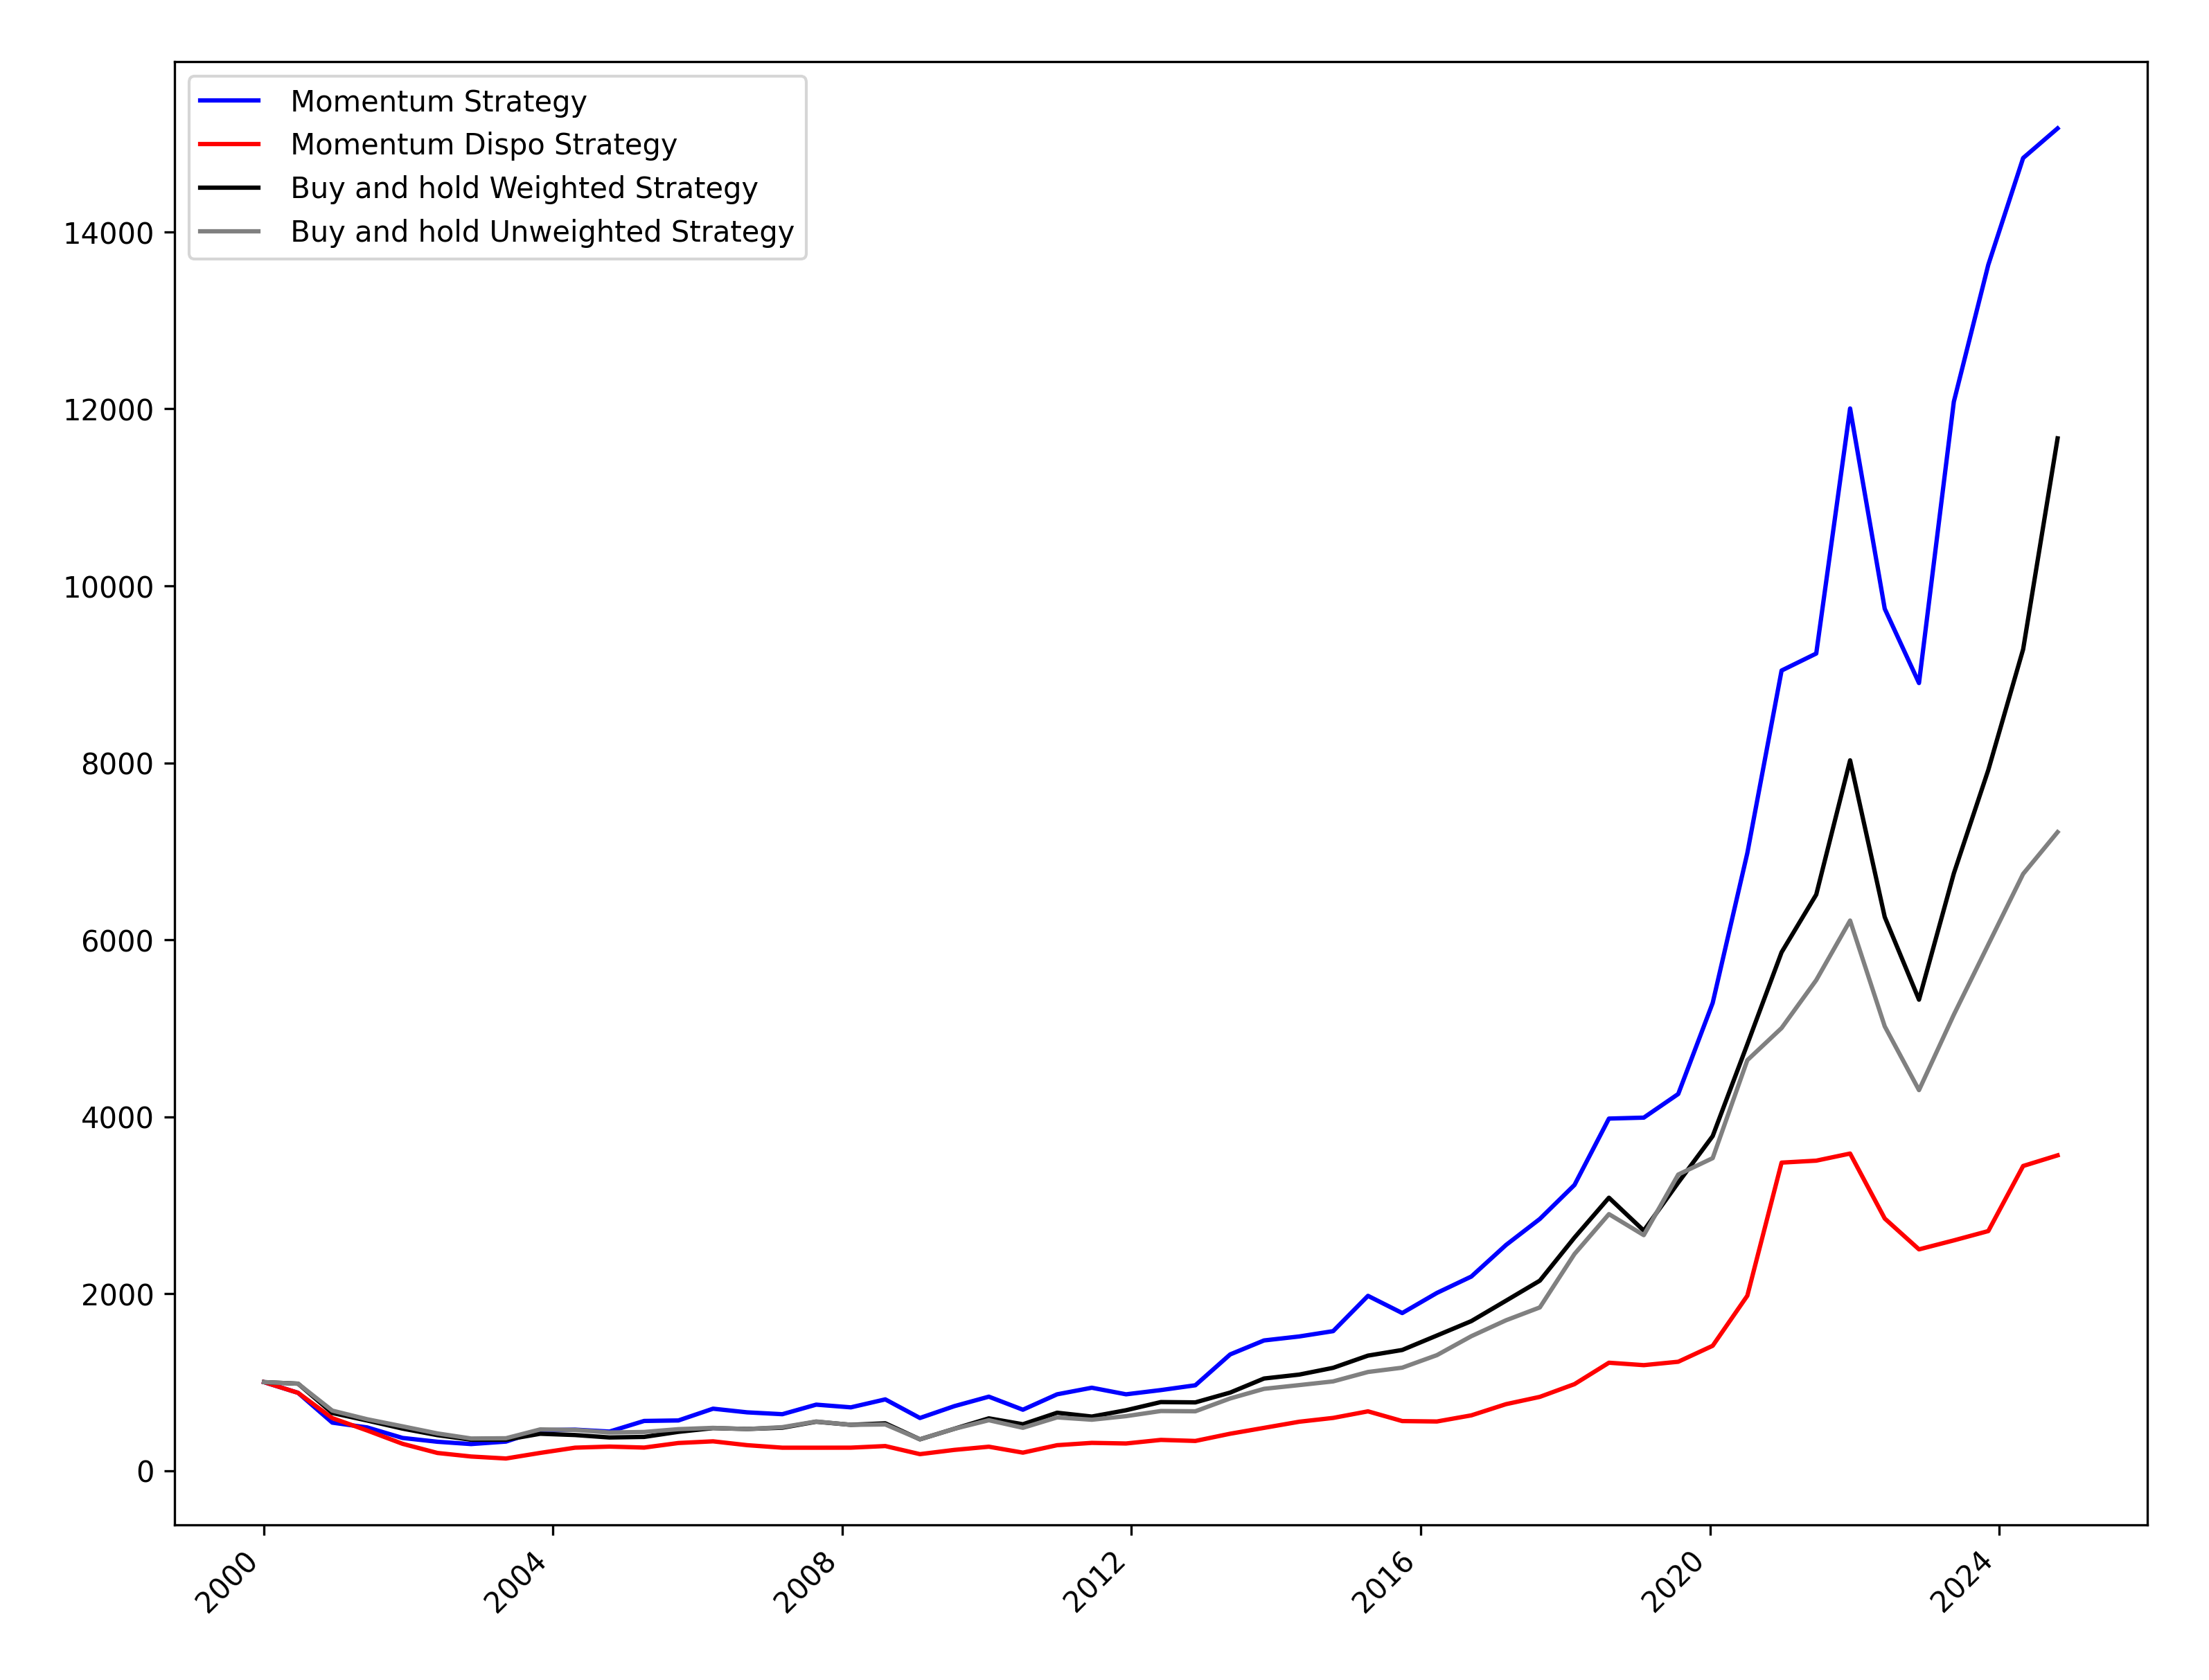 Momentum Strategy
Momentum Dispo Strategy
Buy and hold Weighted Strategy
Buy and hold Unweighted Strategy
14000
12000
10000
8000
6000
4000
2000
0
2000 2004 2008 2012 2016 2020 2024